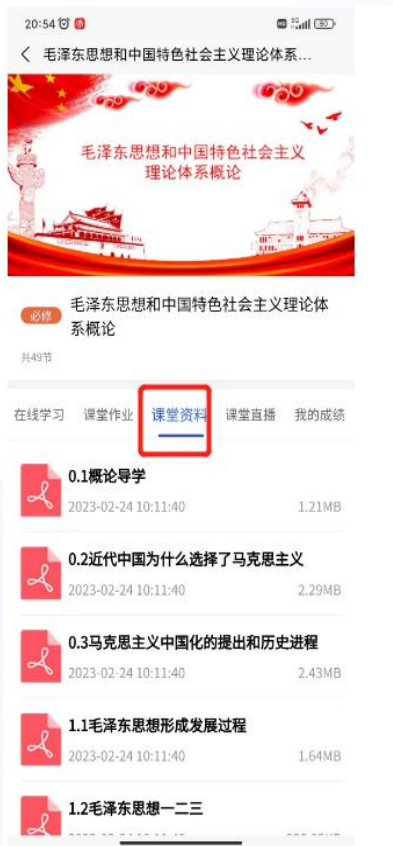 20:54
5G
50
毛泽东思想和中国特色社会主义理论体系...
毛泽东思想和中国特色社会主义
理论体系概论
必修
毛泽东思想和中国特色社会主义理论体
系概论
共49节
在线学习 课堂作业 课堂资料 课堂直播 我的成绩
0.1概论导学
2023-02-24 10:11:40 1.21MB
0.2近代中国为什么选择了马克思主义
2023-02-24 10:11:40 2.29MB
0.3马克思主义中国化的提出和历史进程
2023-02-24 10:11:40 2.43MB
1.1毛泽东思想形成发展过程
2023-02-24 10:11:40 1.64MB
1.2毛泽东思想一二三